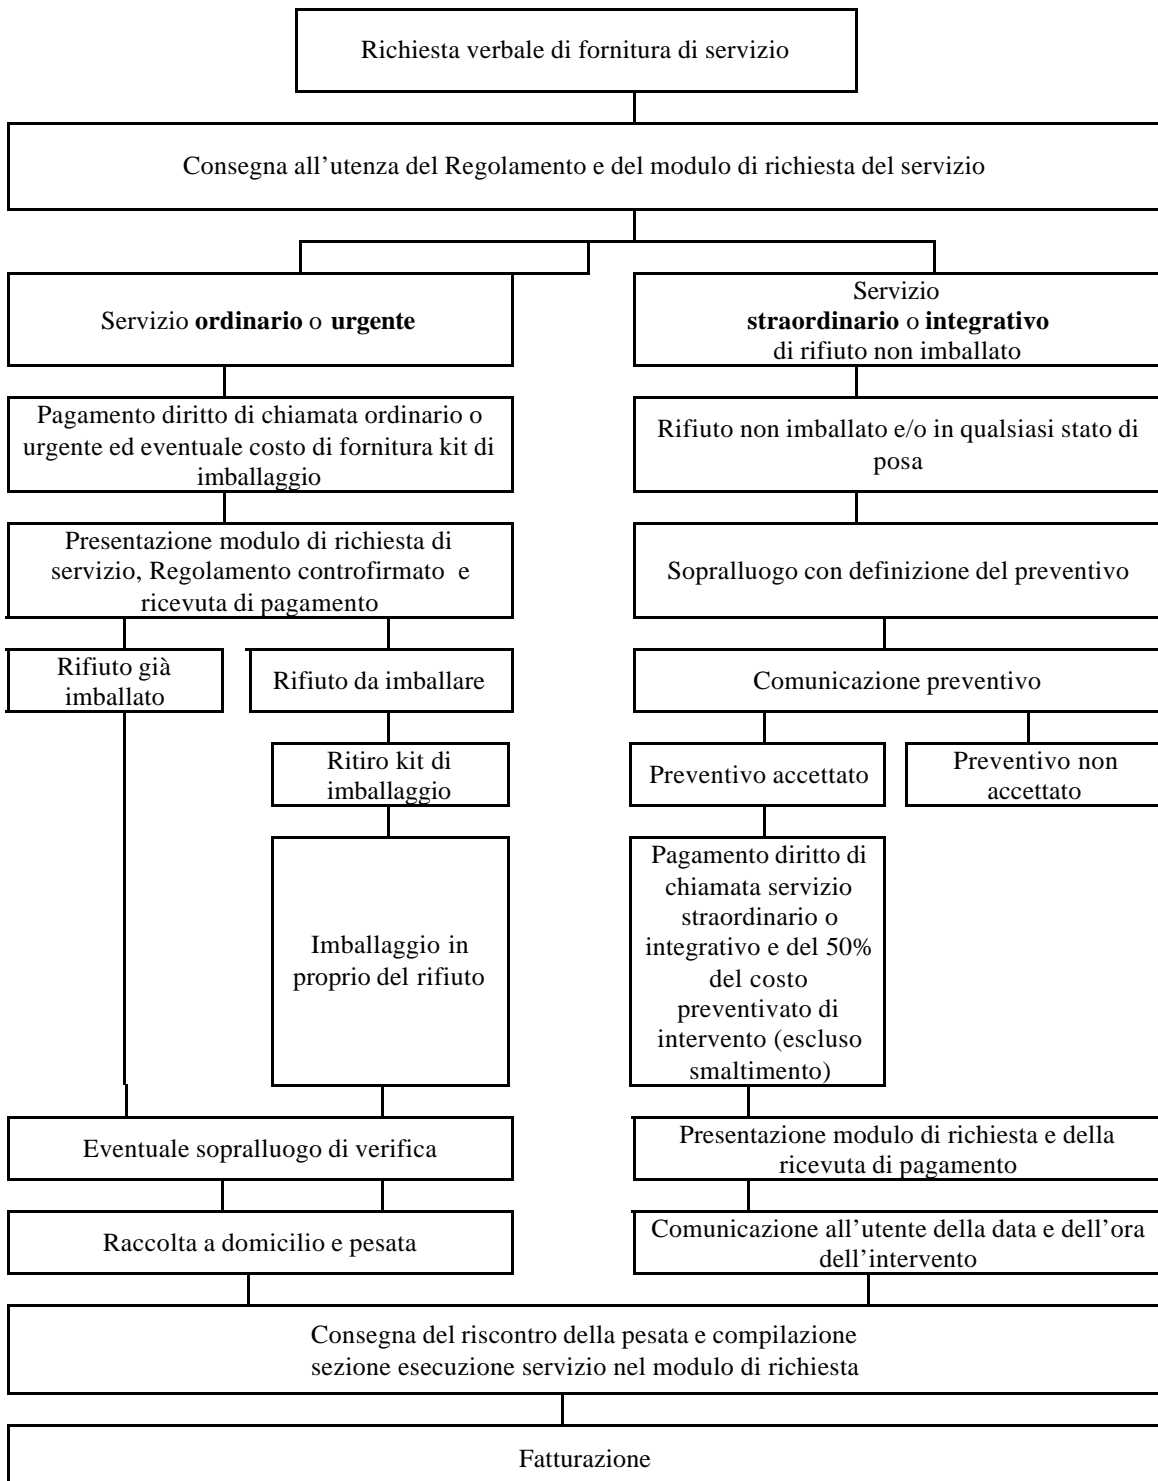 Richiesta verbale di fornitura di servizio
Consegna all’utenza del Regolamento e del modulo di richiesta del servizio
Servizio ordinario o urgente
Servizio
straordinario o integrativo
di rifiuto non imballato
Pagamento diritto di chiamata ordinario o
urgente ed eventuale costo di fornitura kit di
imballaggio
Rifiuto non imballato e/o in qualsiasi stato di
posa
Presentazione modulo di richiesta di
servizio, Regolamento controfirmato e
ricevuta di pagamento
Sopralluogo con definizione del preventivo
Rifiuto già
imballato
Rifiuto da imballare
Comunicazione preventivo
Ritiro kit di
imballaggio
Preventivo accettato
Preventivo non
accettato
Imballaggio in
proprio del rifiuto
Pagamento diritto di
chiamata servizio
straordinario o
integrativo e del 50%
del costo
preventivato di
intervento (escluso
smaltimento)
Eventuale sopralluogo di verifica
Presentazione modulo di richiesta e della
ricevuta di pagamento
Raccolta a domicilio e pesata
Comunicazione all’utente della data e dell’ora
dell’intervento
Consegna del riscontro della pesata e compilazione
sezione esecuzione servizio nel modulo di richiesta
Fatturazione